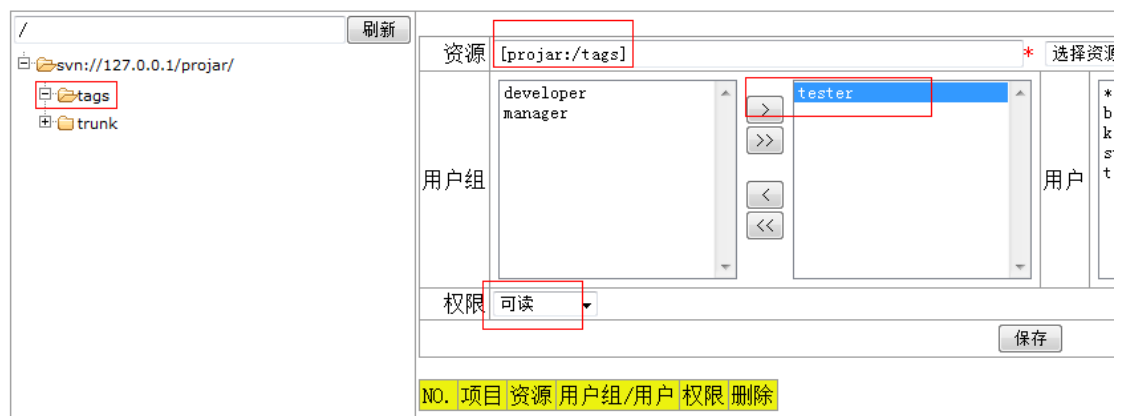 /
刷新
svn://127.0.0.1/projar/
tags
trunk
资源 [projar:/tags] * 选择资源
用户组
developer
manager
>
>>
<
<<
tester
用户
*
b
k
s
t
权限 可读
保存
NO. 项目 资源 用户组/用户 权限 删除